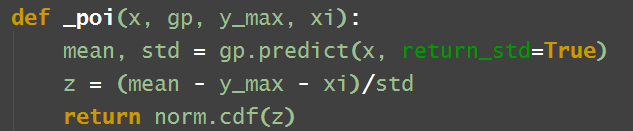 def _poi(x, gp, y_max, xi):
    mean, std = gp.predict(x, return_std=True)
    z = (mean - y_max - xi)/std
    return norm.cdf(z)